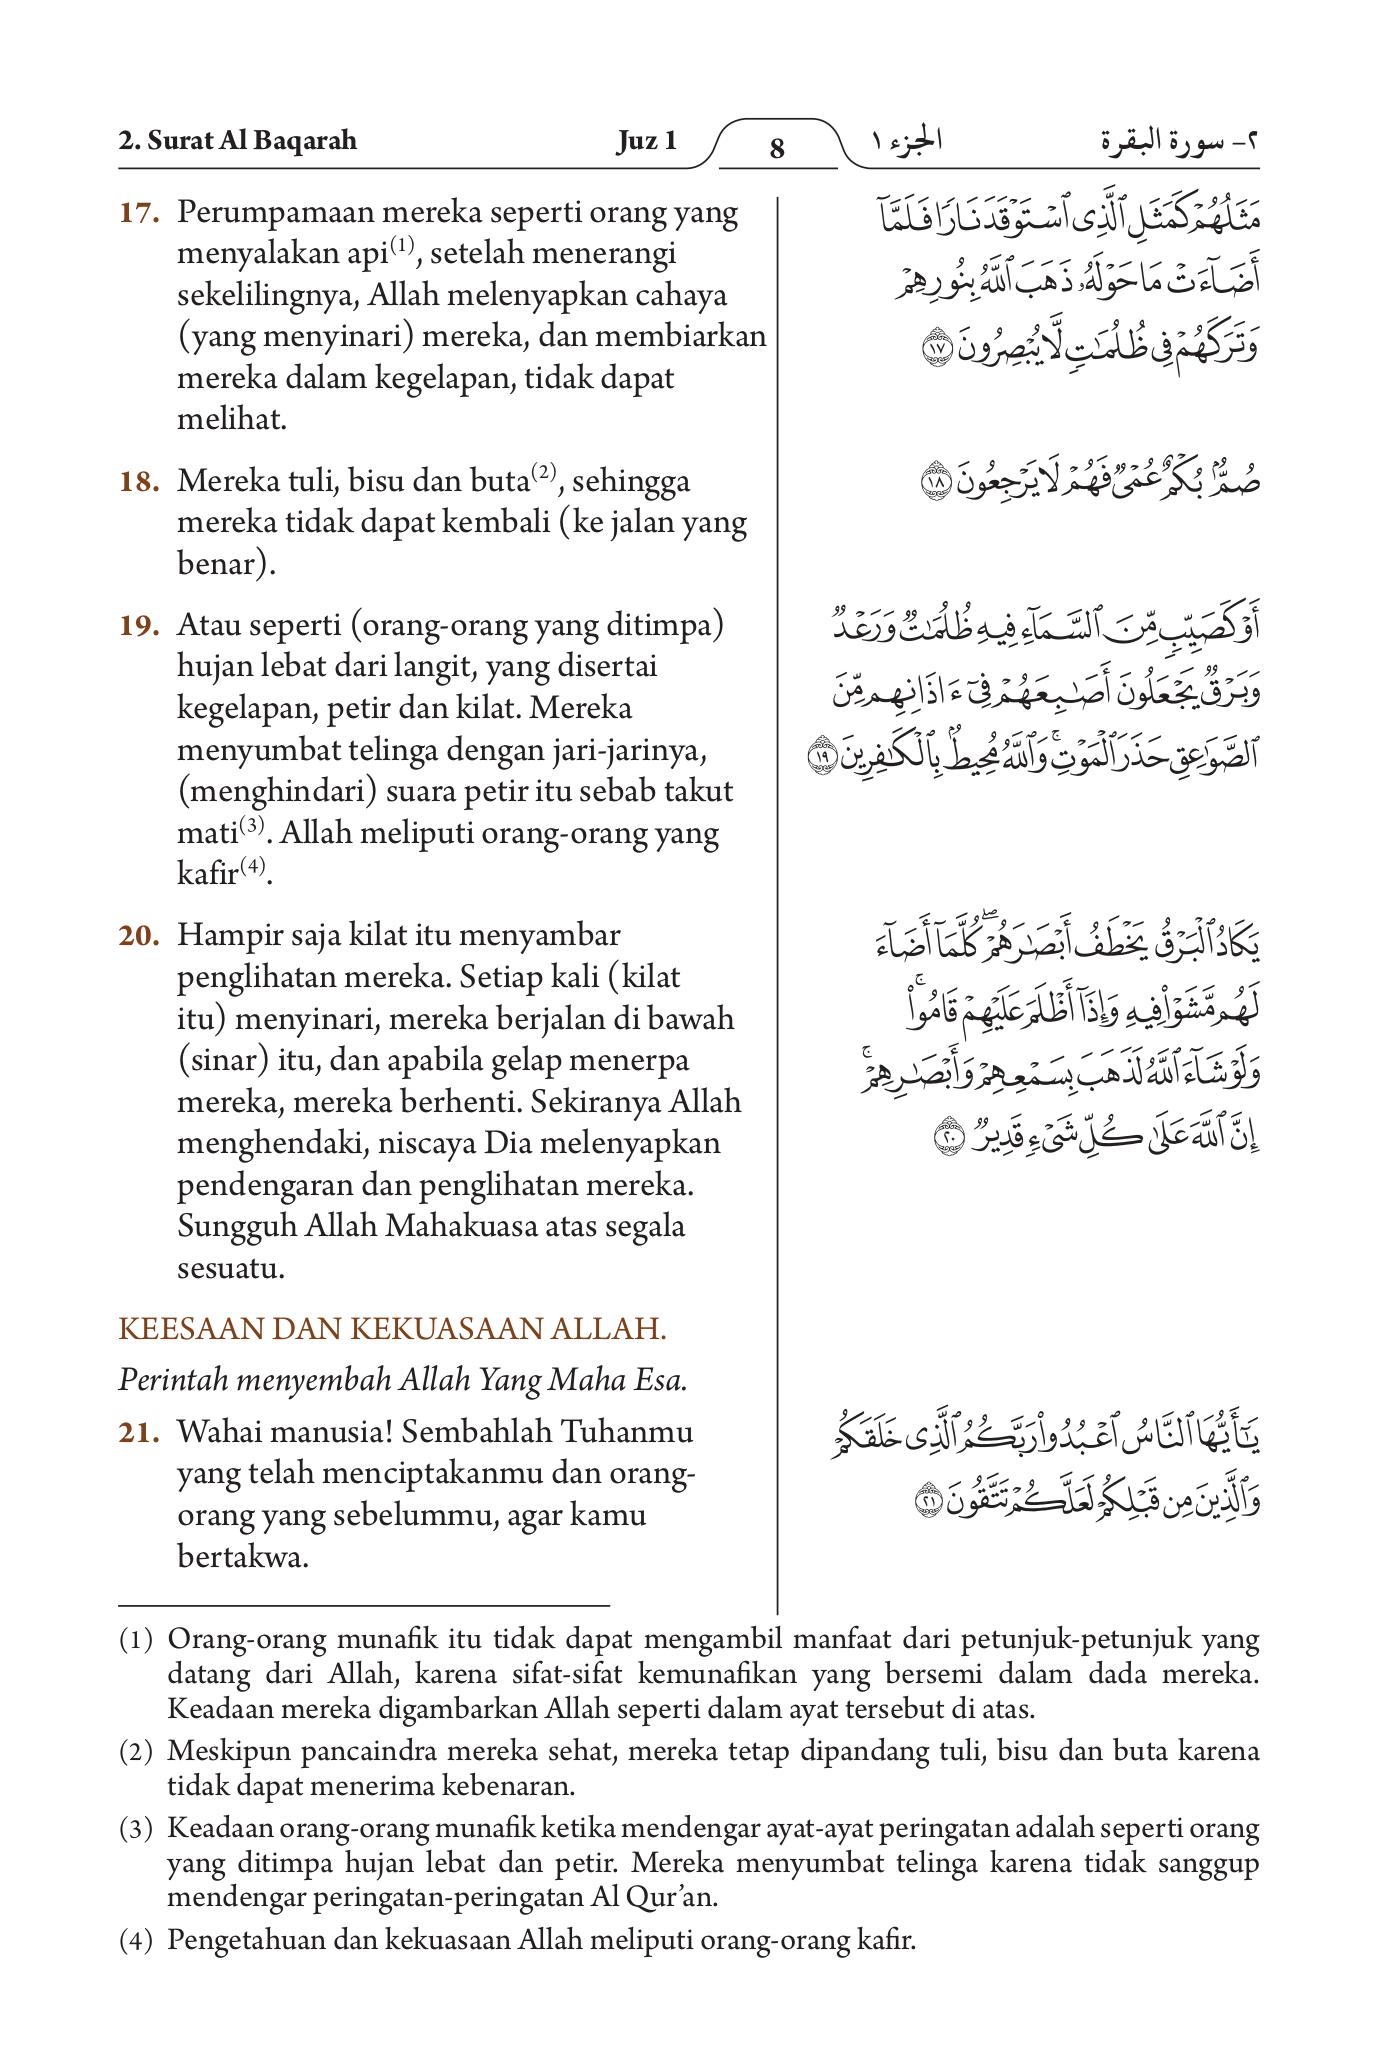 2. Surat Al Baqarah
Juz 1
8
الجزء ١
٢- سورة البقرة
17. Perumpamaan mereka seperti orang yang
menyalakan api(1), setelah menerangi
sekelilingnya, Allah melenyapkan cahaya
(yang menyinari) mereka, dan membiarkan
mereka dalam kegelapan, tidak dapat
melihat.
مَثَلُهُمْ كَمَثَلِ ٱلَّذِى ٱسْتَوْقَدَ نَارًا فَلَمَّآ
أَضَآءَتْ مَا حَوْلَهُۥ ذَهَبَ ٱللَّهُ بِنُورِهِمْ
وَتَرَكَهُمْ فِى ظُلُمَـٰتٍ لَّا يُبْصِرُونَ ١٧
18. Mereka tuli, bisu dan buta(2), sehingga
mereka tidak dapat kembali (ke jalan yang
benar).
صُمٌّۢ بُكْمٌ عُمْىٌ فَهُمْ لَا يَرْجِعُونَ ١٨
19. Atau seperti (orang-orang yang ditimpa)
hujan lebat dari langit, yang disertai
kegelapan, petir dan kilat. Mereka
menyumbat telinga dengan jari-jarinya,
(menghindari) suara petir itu sebab takut
mati(3). Allah meliputi orang-orang yang
kafir(4).
أَوْ كَصَيِّبٍ مِّنَ ٱلسَّمَآءِ فِيهِ ظُلُمَـٰتٌ وَرَعْدٌ
وَبَرْقٌ يَجْعَلُونَ أَصَـٰبِعَهُمْ فِىٓ ءَاذَانِهِم مِّنَ
ٱلصَّوَٰعِقِ حَذَرَ ٱلْمَوْتِ ۚ وَٱللَّهُ مُحِيطٌۢ بِٱلْكَـٰفِرِينَ ١٩
20. Hampir saja kilat itu menyambar
penglihatan mereka. Setiap kali (kilat
itu) menyinari, mereka berjalan di bawah
(sinar) itu, dan apabila gelap menerpa
mereka, mereka berhenti. Sekiranya Allah
menghendaki, niscaya Dia melenyapkan
pendengaran dan penglihatan mereka.
Sungguh Allah Mahakuasa atas segala
sesuatu.
يَكَادُ ٱلْبَرْقُ يَخْطَفُ أَبْصَـٰرَهُمْ ۖ كُلَّمَآ أَضَآءَ
لَهُم مَّشَوْا۟ فِيهِ وَإِذَآ أَظْلَمَ عَلَيْهِمْ قَامُوا۟ ۚ
وَلَوْ شَآءَ ٱللَّهُ لَذَهَبَ بِسَمْعِهِمْ وَأَبْصَـٰرِهِمْ ۚ
إِنَّ ٱللَّهَ عَلَىٰ كُلِّ شَىْءٍ قَدِيرٌ ٢٠
KEESAAN DAN KEKUASAAN ALLAH.
Perintah menyembah Allah Yang Maha Esa.
21. Wahai manusia! Sembahlah Tuhanmu
yang telah menciptakanmu dan orang-
orang yang sebelummu, agar kamu
bertakwa.
يَـٰٓأَيُّهَا ٱلنَّاسُ ٱعْبُدُوا۟ رَبَّكُمُ ٱلَّذِى خَلَقَكُمْ
وَٱلَّذِينَ مِن قَبْلِكُمْ لَعَلَّكُمْ تَتَّقُونَ ٢١
(1) Orang-orang munafik itu tidak dapat mengambil manfaat dari petunjuk-petunjuk yang
datang dari Allah, karena sifat-sifat kemunafikan yang bersemi dalam dada mereka.
Keadaan mereka digambarkan Allah seperti dalam ayat tersebut di atas.
(2) Meskipun pancaindra mereka sehat, mereka tetap dipandang tuli, bisu dan buta karena
tidak dapat menerima kebenaran.
(3) Keadaan orang-orang munafik ketika mendengar ayat-ayat peringatan adalah seperti orang
yang ditimpa hujan lebat dan petir. Mereka menyumbat telinga karena tidak sanggup
mendengar peringatan-peringatan Al Qur’an.
(4) Pengetahuan dan kekuasaan Allah meliputi orang-orang kafir.